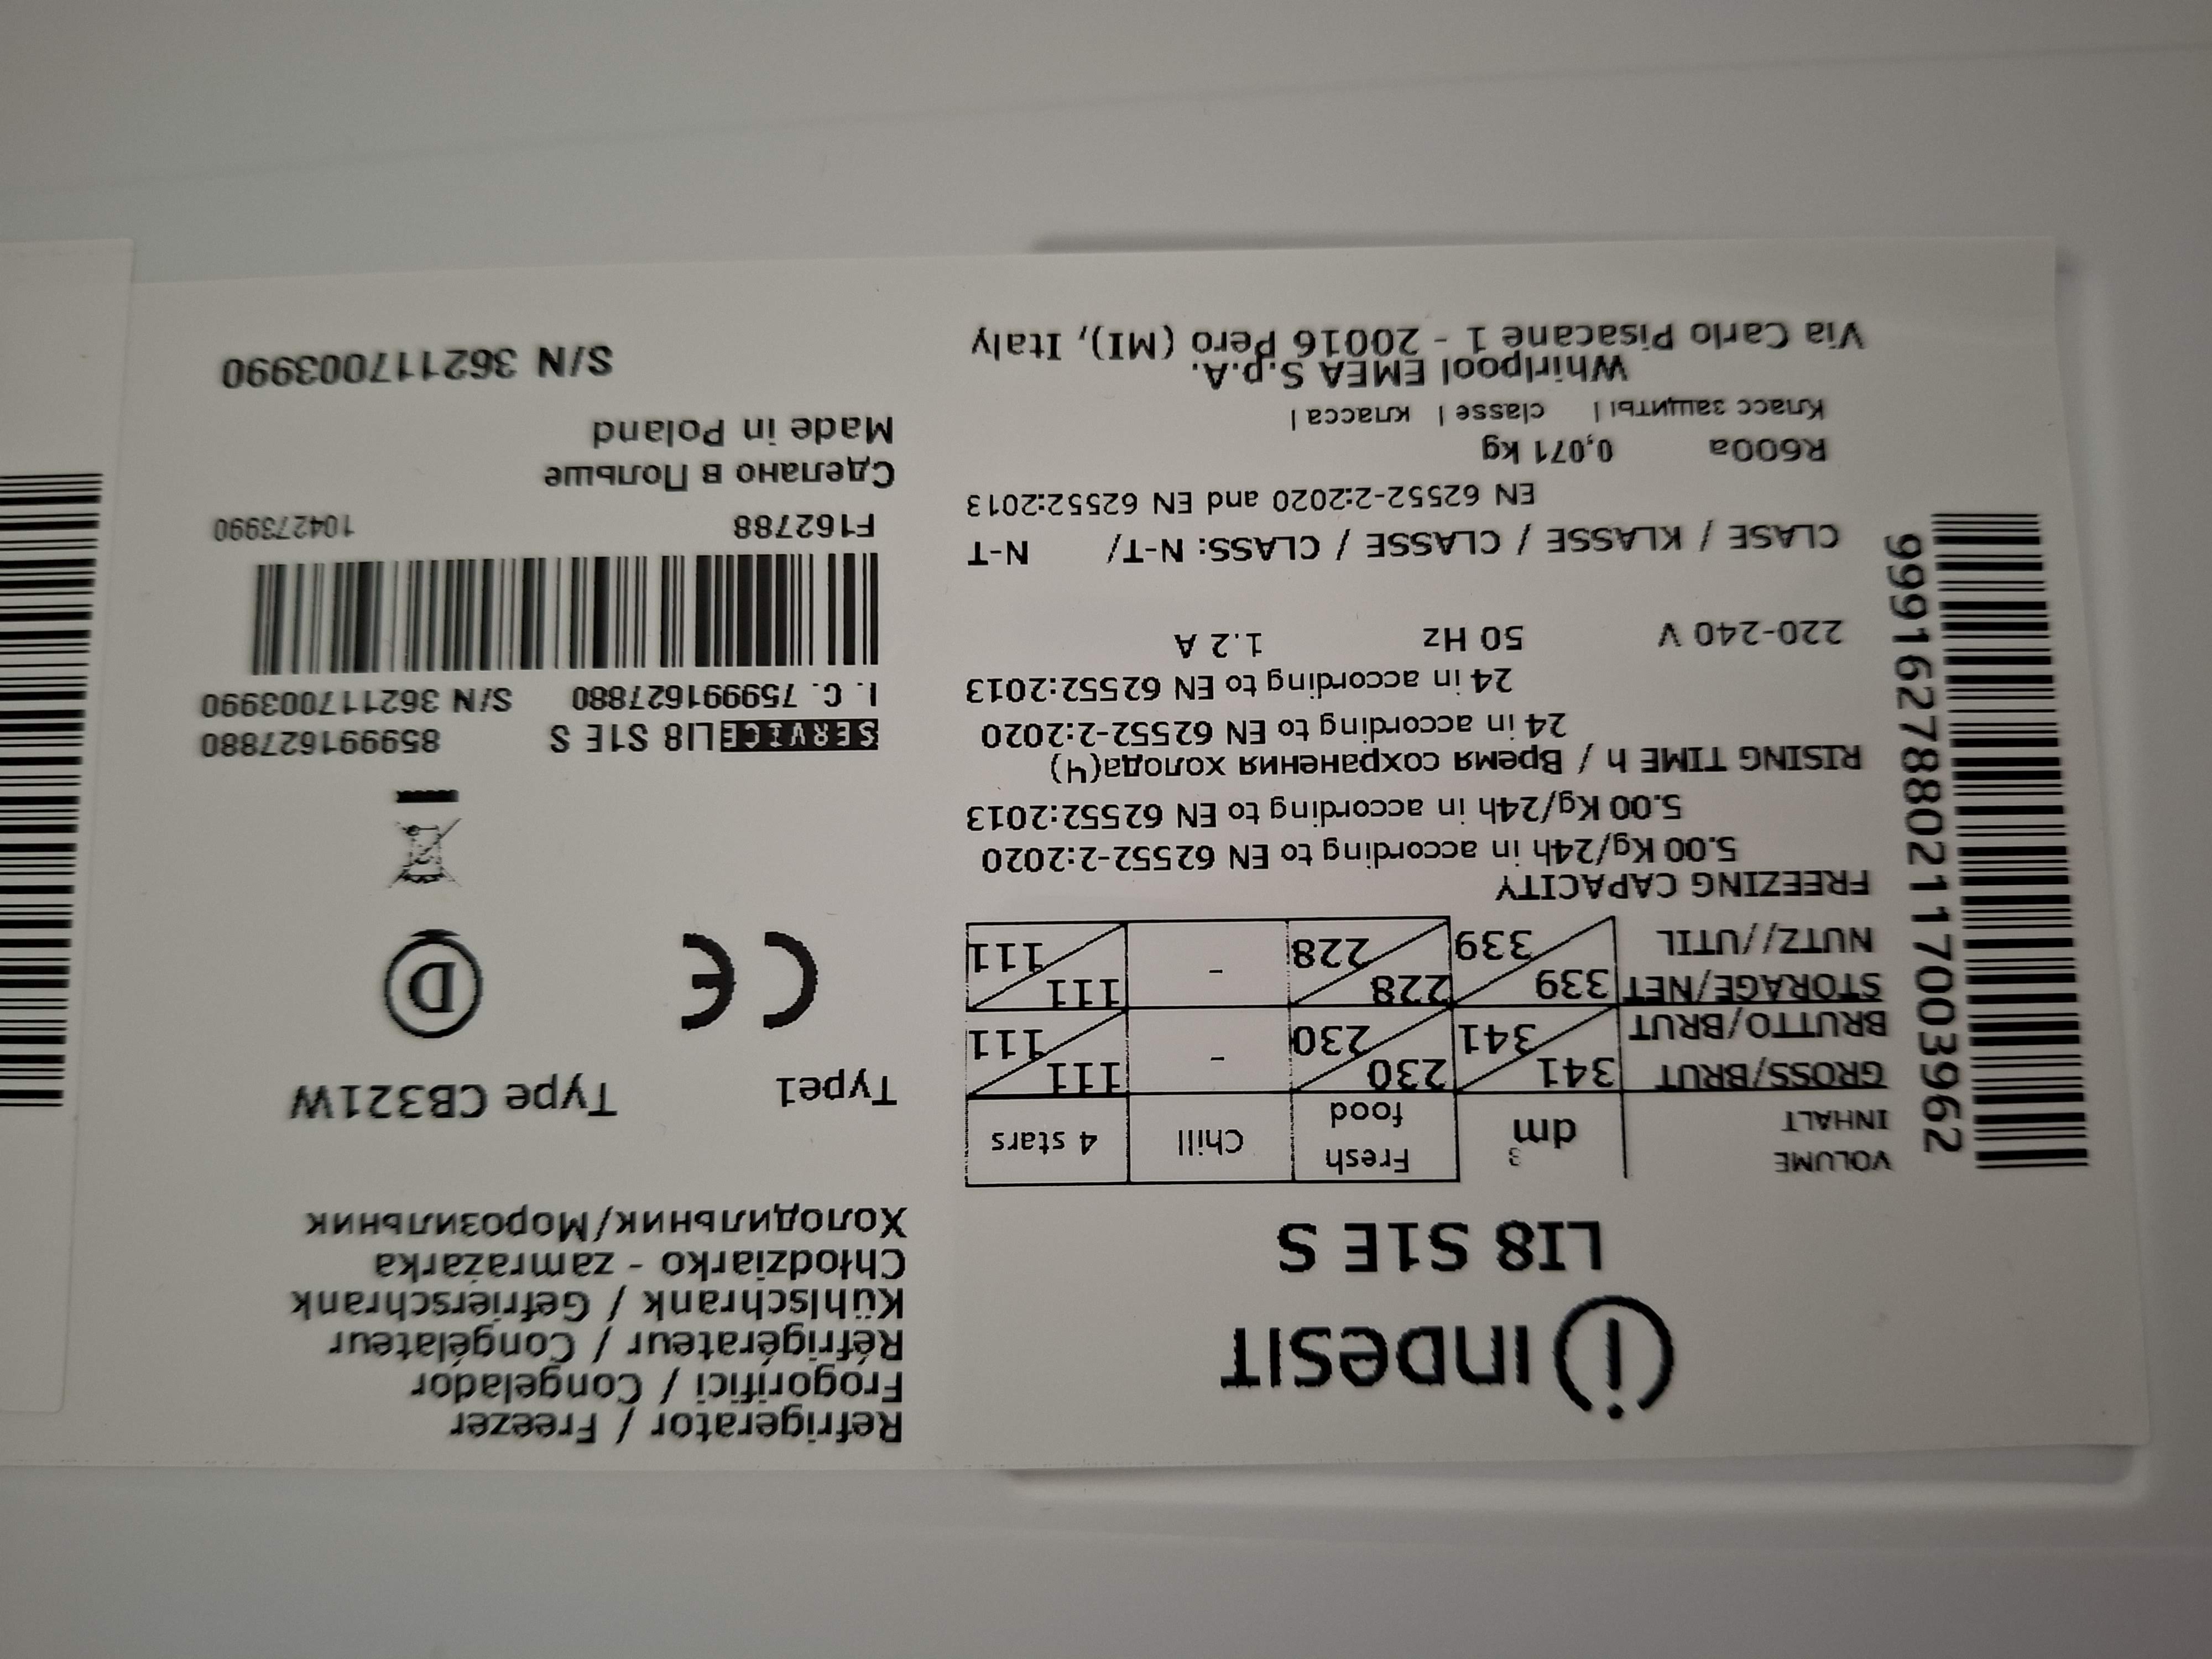 INDESIT
LI8 S1E S
VOLUME
INHALT
dm³
Fresh food
Chill
4 stars
GROSS/BRUT
BRUTTO/BRUT
341 341
230 230
-
111 111
STORAGE/NET
NUTZ//UTIL
339 339
228 228
-
111 111
FREEZING CAPACITY
5.00 Kg/24h in according to EN 62552-2:2020
5.00 Kg/24h in according to EN 62552:2013
RISING TIME h / Время сохранения холода(Ч)
24 in according to EN 62552-2:2020
24 in according to EN 62552:2013
220-240 V 50 Hz 1.2 A
CLASE / KLASSE / CLASSE / CLASS: N-T/ N-T
EN 62552-2:2020 and EN 62552:2013
R600a 0,071 kg
Класс защиты I classe I класса I
Whirlpool EMEA S.p.A.
Via Carlo Pisacane 1 - 20016 Pero (MI), Italy
Refrigerator / Freezer
Frogorifici / Congelador
Réfrigérateur / Congélateur
Kühlschrank / Gefrierschrank
Chłodziarko - zamrażarka
Холодильник/Морозильник
Type1 Type CB321W
CE D
SERVICE LI8 S1E S 859991627880
I. C. 759991627880 S/N 362117003990
F162788 104273990
Сделано в Польше
Made in Poland
S/N 362117003990
99916278802117003962